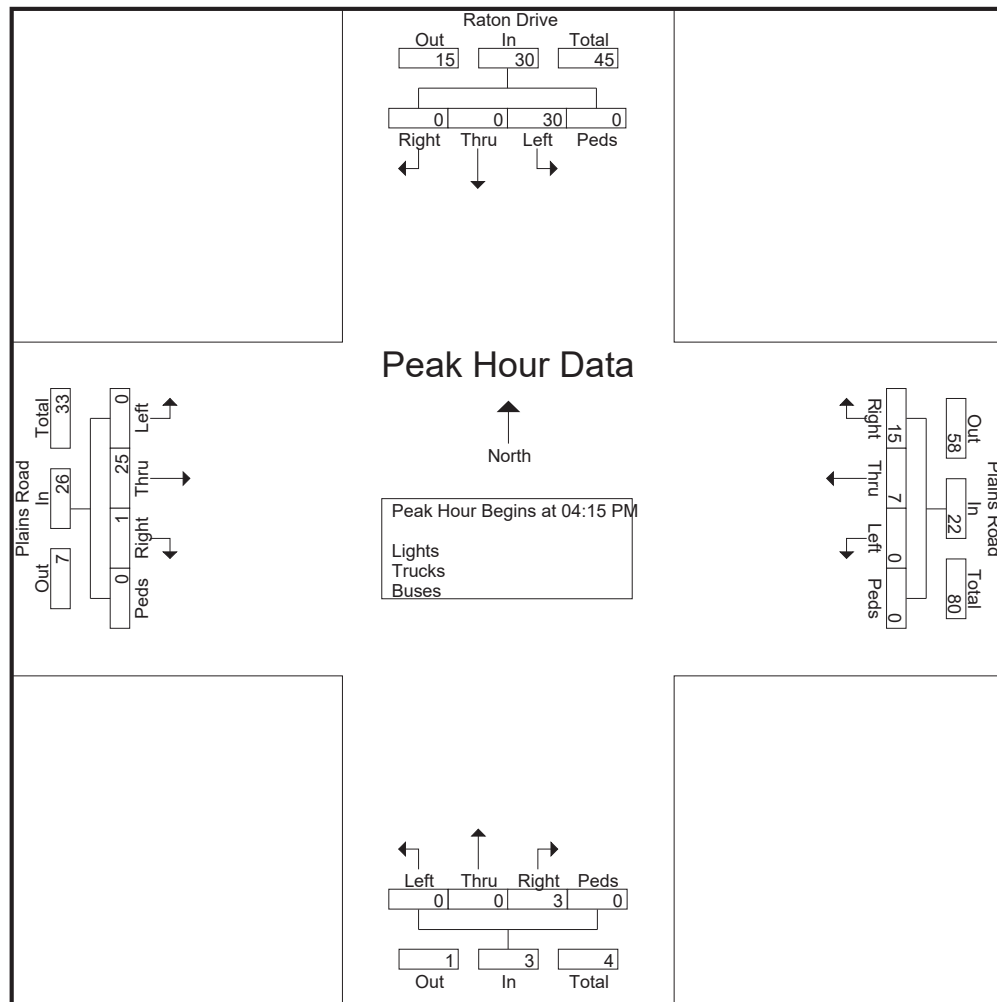 Raton Drive
Out In Total
15 30 45
0 0 30 0
Right Thru Left Peds
Peak Hour Data
North
Peak Hour Begins at 04:15 PM
Lights
Trucks
Buses
Plains Road
Out In Total
7 26 33
Peds Right Thru Left
0 1 25 0
Plains Road
Out In Total
58 22 80
Right Thru Left Peds
15 7 0 0
Left Thru Right Peds
0 0 3 0
1 3 4
Out In Total